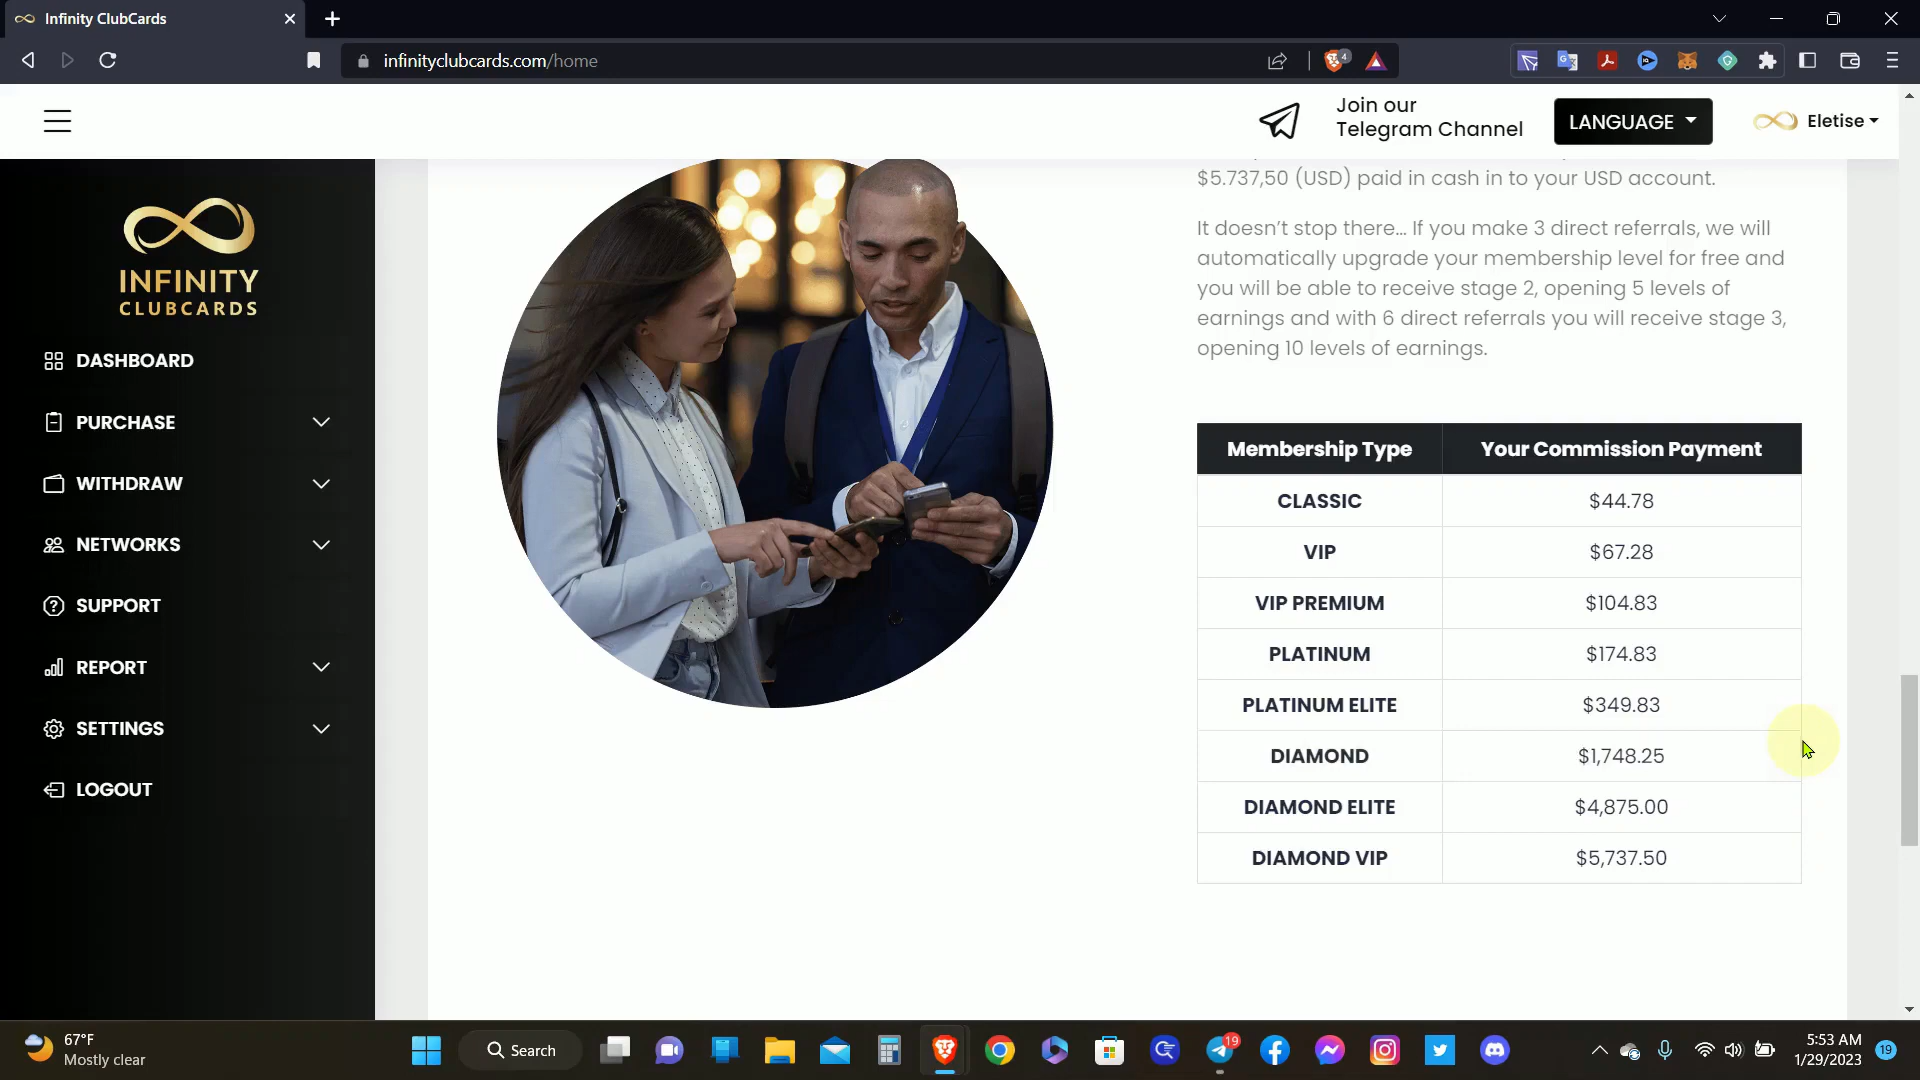 Infinity ClubCards
infinityclubcards.com/home
4
Join our
Telegram Channel
LANGUAGE
Eletise
INFINITY
CLUBCARDS
DASHBOARD
PURCHASE
WITHDRAW
NETWORKS
SUPPORT
REPORT
SETTINGS
LOGOUT
$5.737,50 (USD) paid in cash in to your USD account.
It doesn’t stop there... If you make 3 direct referrals, we will
automatically upgrade your membership level for free and
you will be able to receive stage 2, opening 5 levels of
earnings and with 6 direct referrals you will receive stage 3,
opening 10 levels of earnings.
Membership Type Your Commission Payment
CLASSIC $44.78
VIP $67.28
VIP PREMIUM $104.83
PLATINUM $174.83
PLATINUM ELITE $349.83
DIAMOND $1,748.25
DIAMOND ELITE $4,875.00
DIAMOND VIP $5,737.50
67°F
Mostly clear
Search
19
5:53 AM
1/29/2023
19